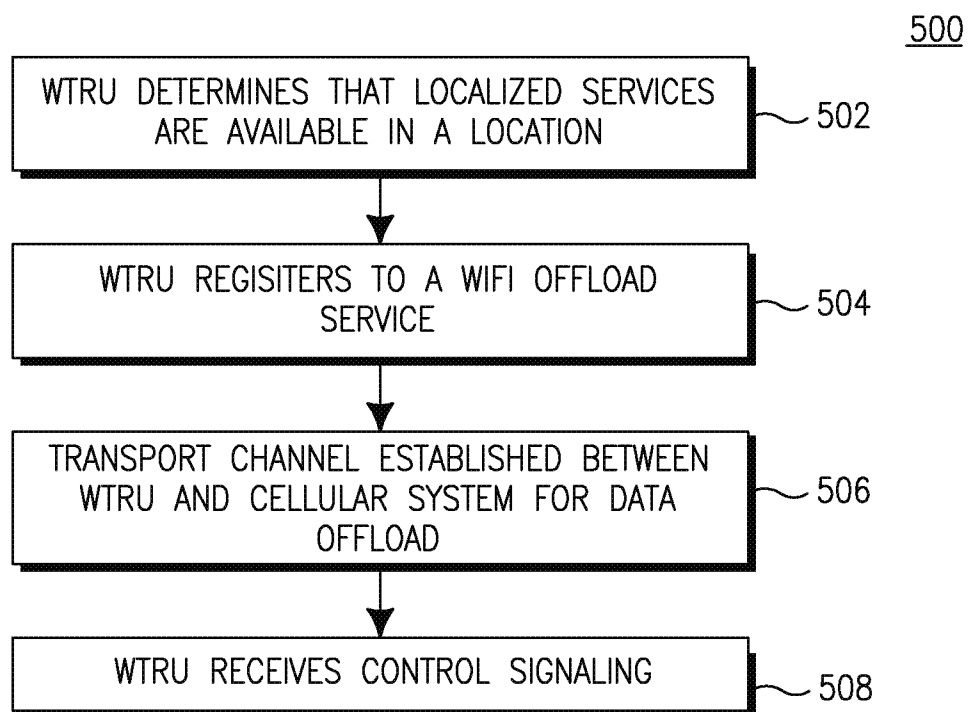 500
WTRU DETERMINES THAT LOCALIZED SERVICES
ARE AVAILABLE IN A LOCATION
502
WTRU REGISITERS TO A WIFI OFFLOAD
SERVICE
504
TRANSPORT CHANNEL ESTABLISHED BETWEEN
WTRU AND CELLULAR SYSTEM FOR DATA
OFFLOAD
506
WTRU RECEIVES CONTROL SIGNALING
508